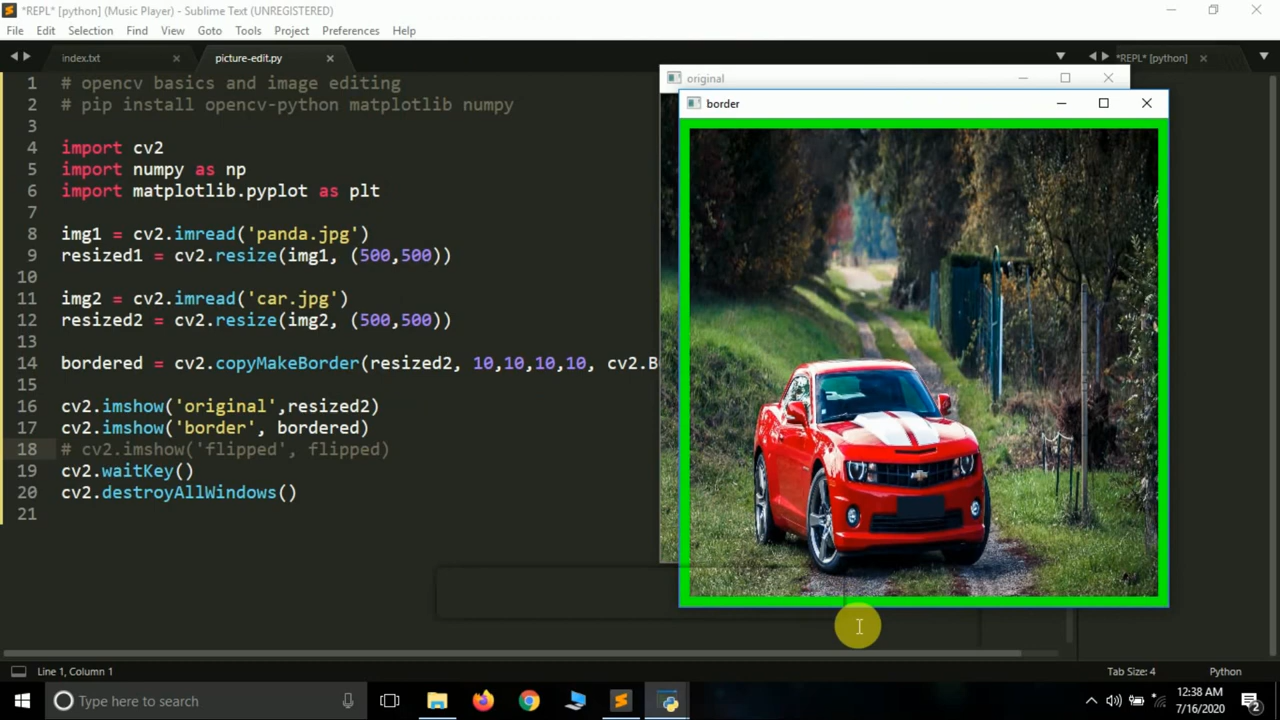 *REPL* [python] (Music Player) - Sublime Text (UNREGISTERED)
File Edit Selection Find View Goto Tools Project Preferences Help
index.txt picture-edit.py *REPL* [python]
original
border
1 # opencv basics and image editing
2 # pip install opencv-python matplotlib numpy
3
4 import cv2
5 import numpy as np
6 import matplotlib.pyplot as plt
7
8 img1 = cv2.imread('panda.jpg')
9 resized1 = cv2.resize(img1, (500,500))
10
11 img2 = cv2.imread('car.jpg')
12 resized2 = cv2.resize(img2, (500,500))
13
14 bordered = cv2.copyMakeBorder(resized2, 10,10,10,10, cv2.B
15
16 cv2.imshow('original',resized2)
17 cv2.imshow('border', bordered)
18 # cv2.imshow('flipped', flipped)
19 cv2.waitKey()
20 cv2.destroyAllWindows()
21
Line 1, Column 1 Tab Size: 4 Python
Type here to search
12:38 AM
7/16/2020
2